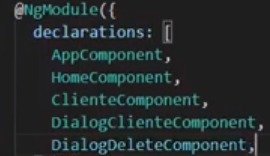 @NgModule({
declarations: [
AppComponent,
HomeComponent,
ClienteComponent,
DialogClienteComponent,
DialogDeleteComponent,